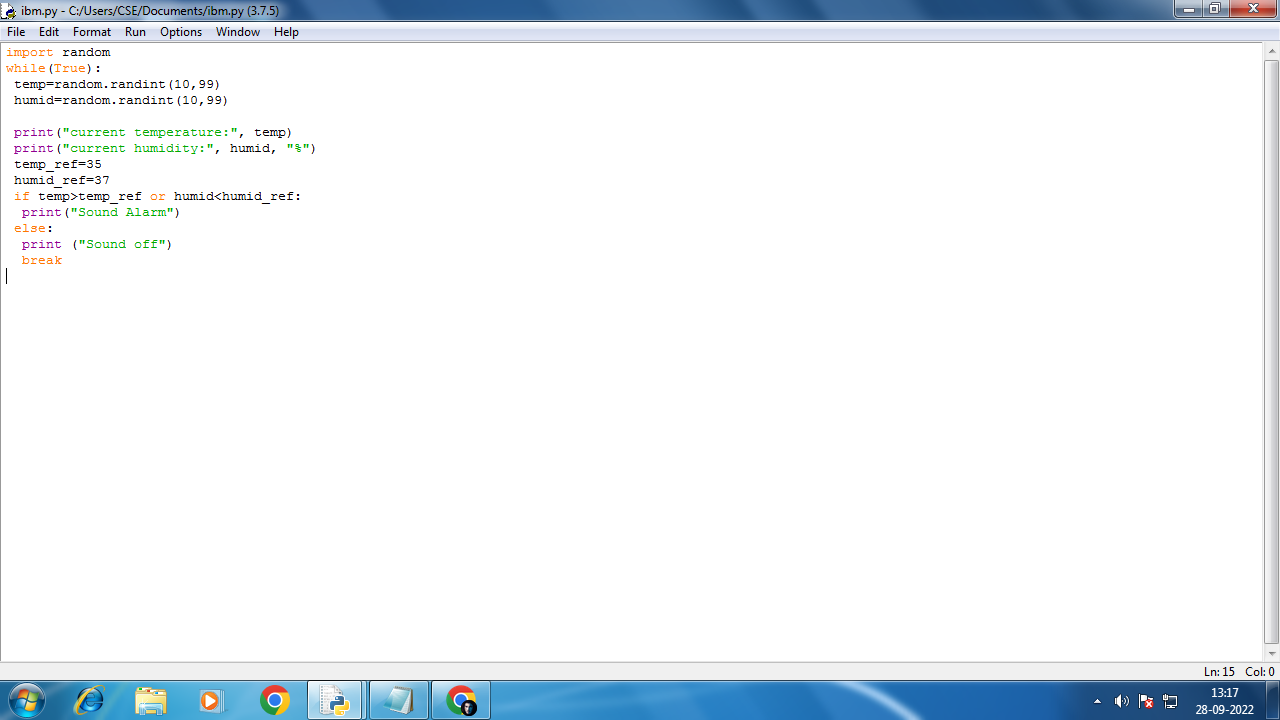 ibm.py - C:/Users/CSE/Documents/ibm.py (3.7.5)
File Edit Format Run Options Window Help
import random
while(True):
 temp=random.randint(10,99)
 humid=random.randint(10,99)

 print("current temperature:", temp)
 print("current humidity:", humid, "%")
 temp_ref=35
 humid_ref=37
 if temp>temp_ref or humid<humid_ref:
  print("Sound Alarm")
 else:
  print ("Sound off")
  break
Ln: 15 Col: 0
13:17
28-09-2022